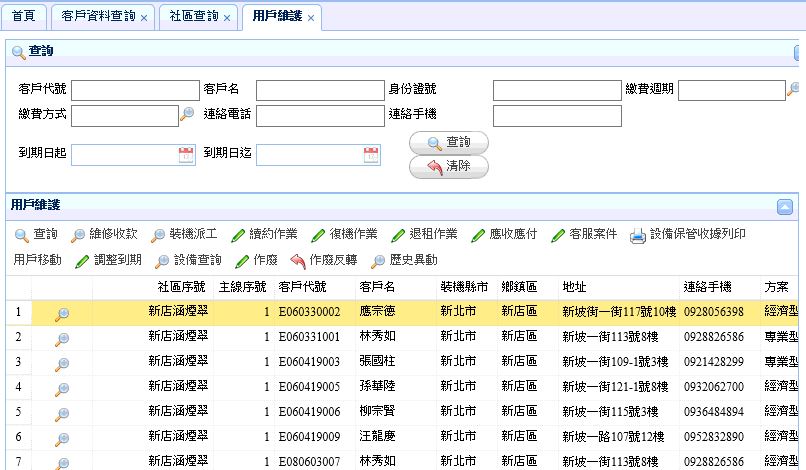 首頁 客戶資料查詢 × 社區查詢 × 用戶維護 ×
查詢
客戶代號 客戶名 身份證號 繳費週期
繳費方式 連絡電話 連絡手機
到期日起 到期日迄 查詢
清除
用戶維護
查詢 維修收款 裝機派工 續約作業 復機作業 退租作業 應收應付 客服案件 設備保管收據列印
用戶移動 調整到期 設備查詢 作廢 作廢反轉 歷史異動
社區序號 主線序號 客戶代號 客戶名 裝機縣市 鄉鎮區 地址 連絡手機 方案
1 新店涵煙翠 1 E060330002 應宗德 新北市 新店區 新坡街一街117號10樓 0928056398 經濟型
2 新店涵煙翠 1 E060331001 林秀如 新北市 新店區 新坡一街113號8樓 0928826586 專業型
3 新店涵煙翠 1 E060419003 張國柱 新北市 新店區 新坡一街109-1號3樓 0921428299 專業型
4 新店涵煙翠 1 E060419005 孫華陸 新北市 新店區 新坡一街121-1號8樓 0932062700 經濟型
5 新店涵煙翠 1 E060419006 柳宗賢 新北市 新店區 新坡一街115號3樓 0936484894 經濟型
6 新店涵煙翠 1 E060419009 汪龍慶 新北市 新店區 新坡一路107號12樓 0952832890 經濟型
7 新店涵煙翠 1 E080603007 林秀如 新北市 新店區 新坡一街113號8樓 0928826586 經濟型